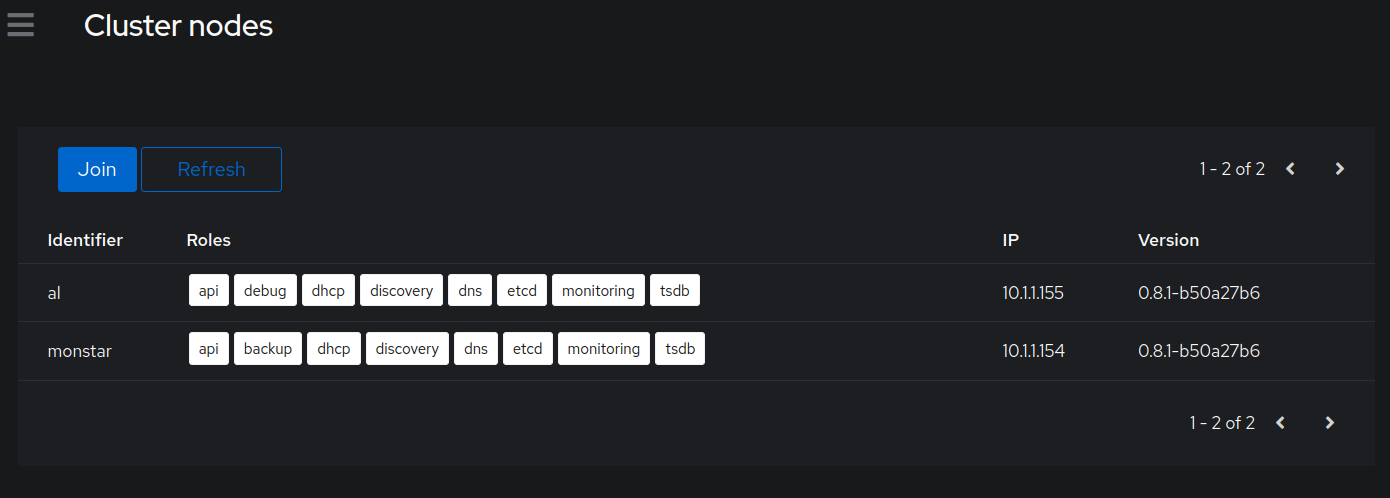 Cluster nodes
Join Refresh 1 - 2 of 2
Identifier Roles IP Version
al api debug dhcp discovery dns etcd monitoring tsdb 10.1.1.155 0.8.1-b50a27b6
monstar api backup dhcp discovery dns etcd monitoring tsdb 10.1.1.154 0.8.1-b50a27b6
1 - 2 of 2